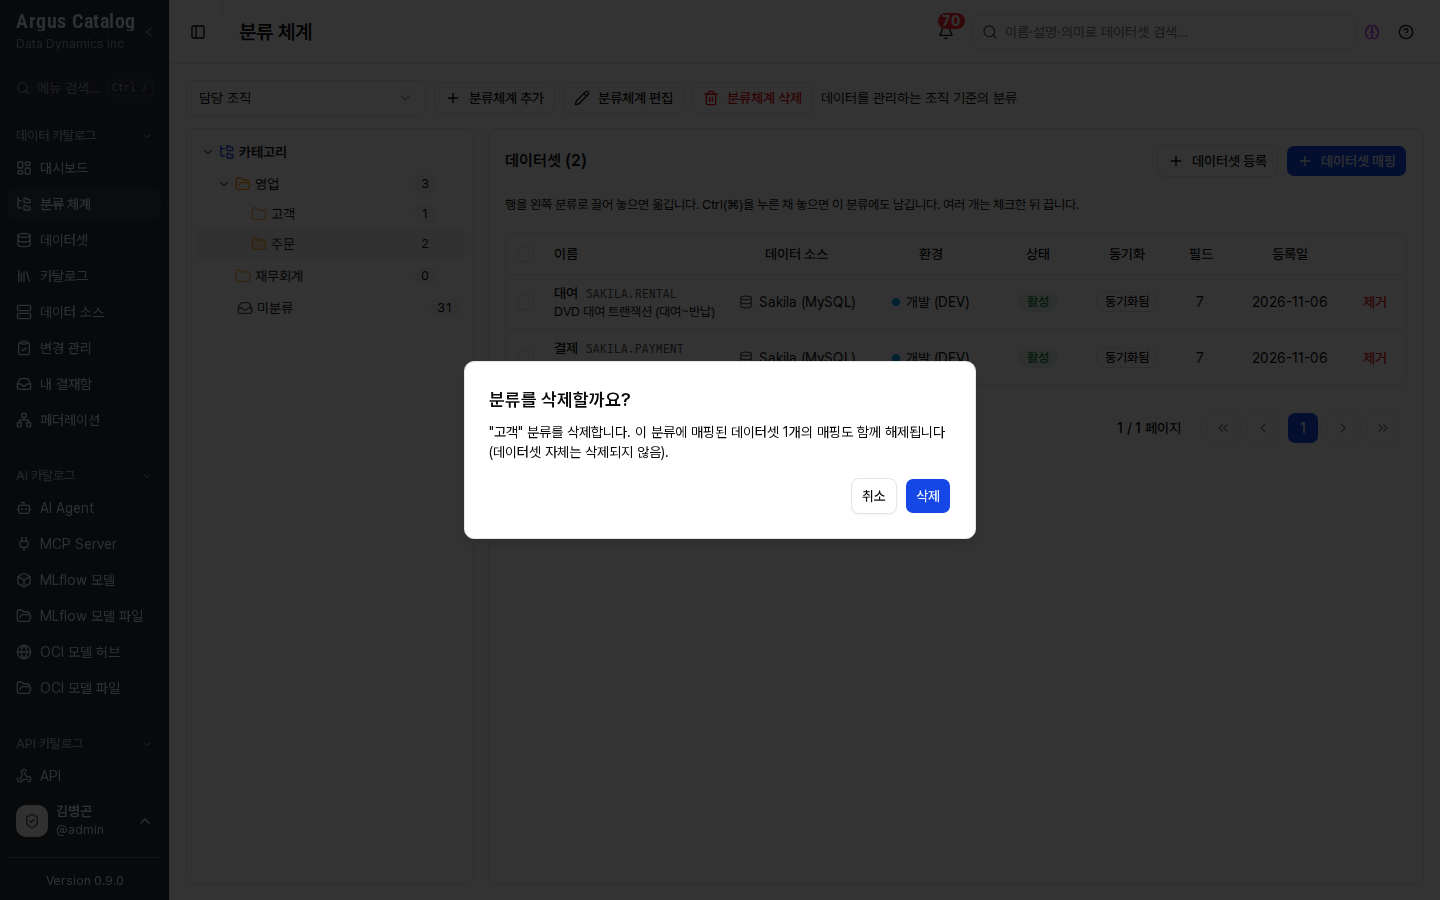 Argus Catalog
Data Dynamics Inc
메뉴 검색... Ctrl /
데이터 카탈로그
대시보드
분류 체계
데이터셋
카탈로그
데이터 소스
변경 관리
내 결재함
페더레이션
AI 카탈로그
AI Agent
MCP Server
MLflow 모델
MLflow 모델 파일
OCI 모델 허브
OCI 모델 파일
API 카탈로그
API
김병곤
@admin
Version 0.9.0
분류 체계
70
이름·설명·의미로 데이터셋 검색...
담당 조직
분류체계 추가
분류체계 편집
분류체계 삭제
데이터를 관리하는 조직 기준의 분류
카테고리
영업 3
고객 1
주문 2
재무회계 0
미분류 31
데이터셋 (2)
데이터셋 등록
데이터셋 매핑
행을 왼쪽 분류로 끌어 놓으면 옮깁니다. Ctrl(⌘)을 누른 채 놓으면 이 분류에도 남깁니다. 여러 개는 체크한 뒤 끕니다.
이름 데이터 소스 환경 상태 동기화 필드 등록일
대여 SAKILA.RENTAL
DVD 대여 트랜잭션 (대여~반납)
Sakila (MySQL) 개발 (DEV) 활성 동기화됨 7 2026-11-06 제거
결제 SAKILA.PAYMENT
Sakila (MySQL) 개발 (DEV) 활성 동기화됨 7 2026-11-06 제거
1 / 1 페이지
1
분류를 삭제할까요?
"고객" 분류를 삭제합니다. 이 분류에 매핑된 데이터셋 1개의 매핑도 함께 해제됩니다
(데이터셋 자체는 삭제되지 않음).
취소
삭제